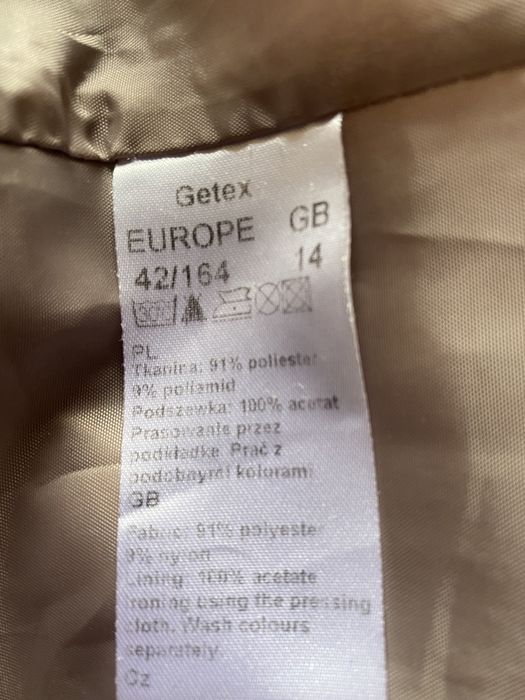 Getex
EUROPE GB
42/164 14
PL
Tkanina: 91% poliester
9% poliamid
Podszewka: 100% acetat
Prasowanie przez
podkładkę. Prać z
podobnymi kolorami
GB
Fabric: 91% polyester
9% nylon
Lining: 100% acetate
Ironing using the pressing
cloth. Wash colours
separately.
Cz